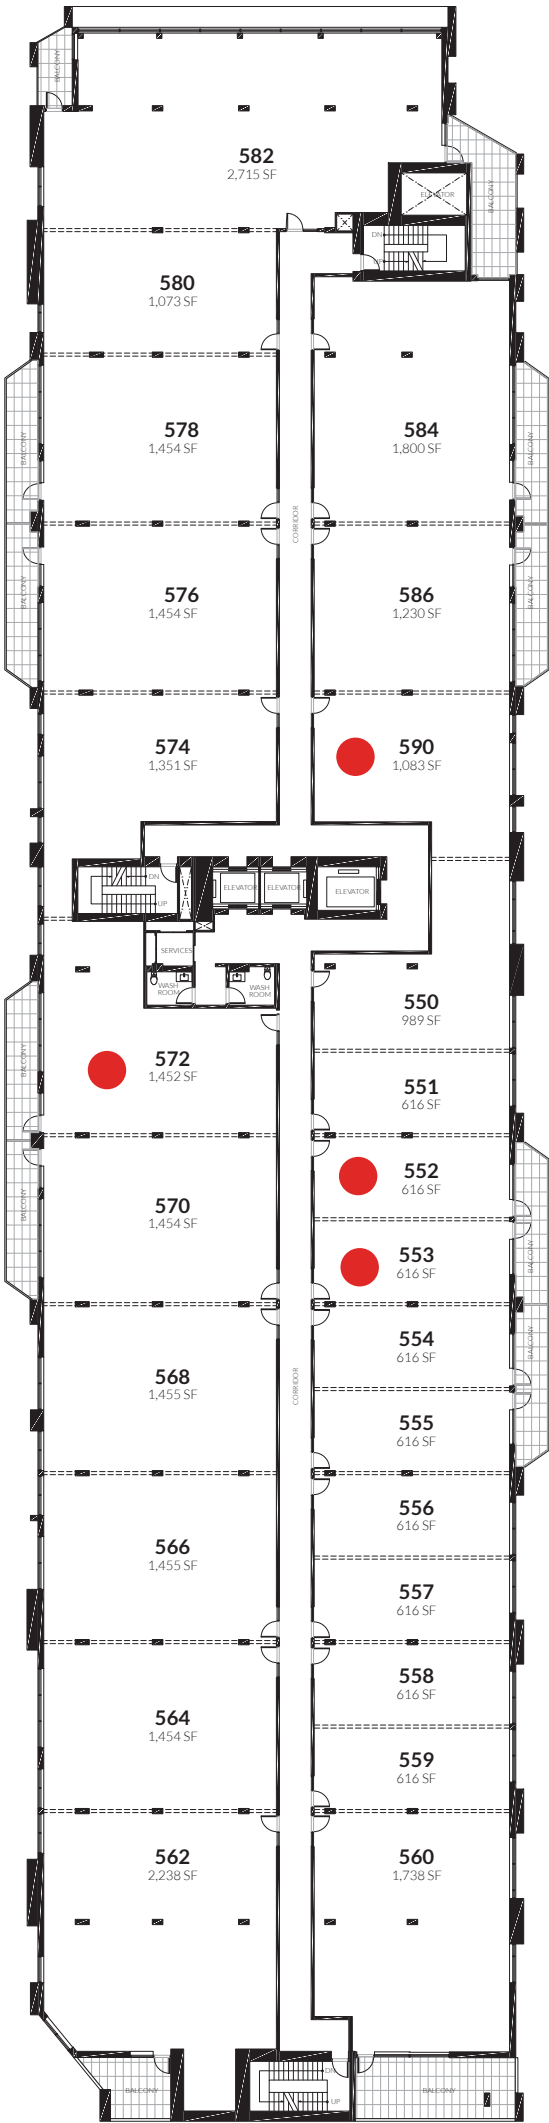 BALCONY
582
2,715 SF
ELEVATOR
BALCONY
DN
UP
580
1,073 SF
578
1,454 SF
584
1,800 SF
BALCONY
BALCONY
CORRIDOR
576
1,454 SF
586
1,230 SF
BALCONY
BALCONY
574
1,351 SF
590
1,083 SF
DN
UP
ELEVATOR
ELEVATOR
ELEVATOR
SERVICES
WASH
ROOM
WASH
ROOM
550
989 SF
572
1,452 SF
BALCONY
551
616 SF
552
616 SF
570
1,454 SF
BALCONY
553
616 SF
BALCONY
554
616 SF
BALCONY
568
1,455 SF
CORRIDOR
555
616 SF
556
616 SF
566
1,455 SF
557
616 SF
558
616 SF
564
1,454 SF
559
616 SF
562
2,238 SF
560
1,738 SF
DN
UP
BALCONY
BALCONY